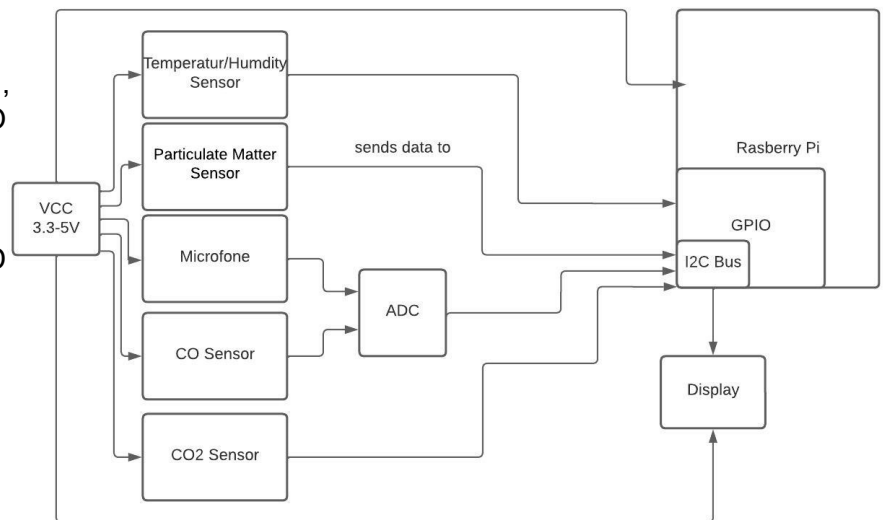 ,
O
O
VCC
3.3-5V
Temperatur/Humdity
Sensor
Particulate Matter
Sensor
Microfone
CO Sensor
CO2 Sensor
sends data to
ADC
Rasberry Pi
GPIO
I2C Bus
Display